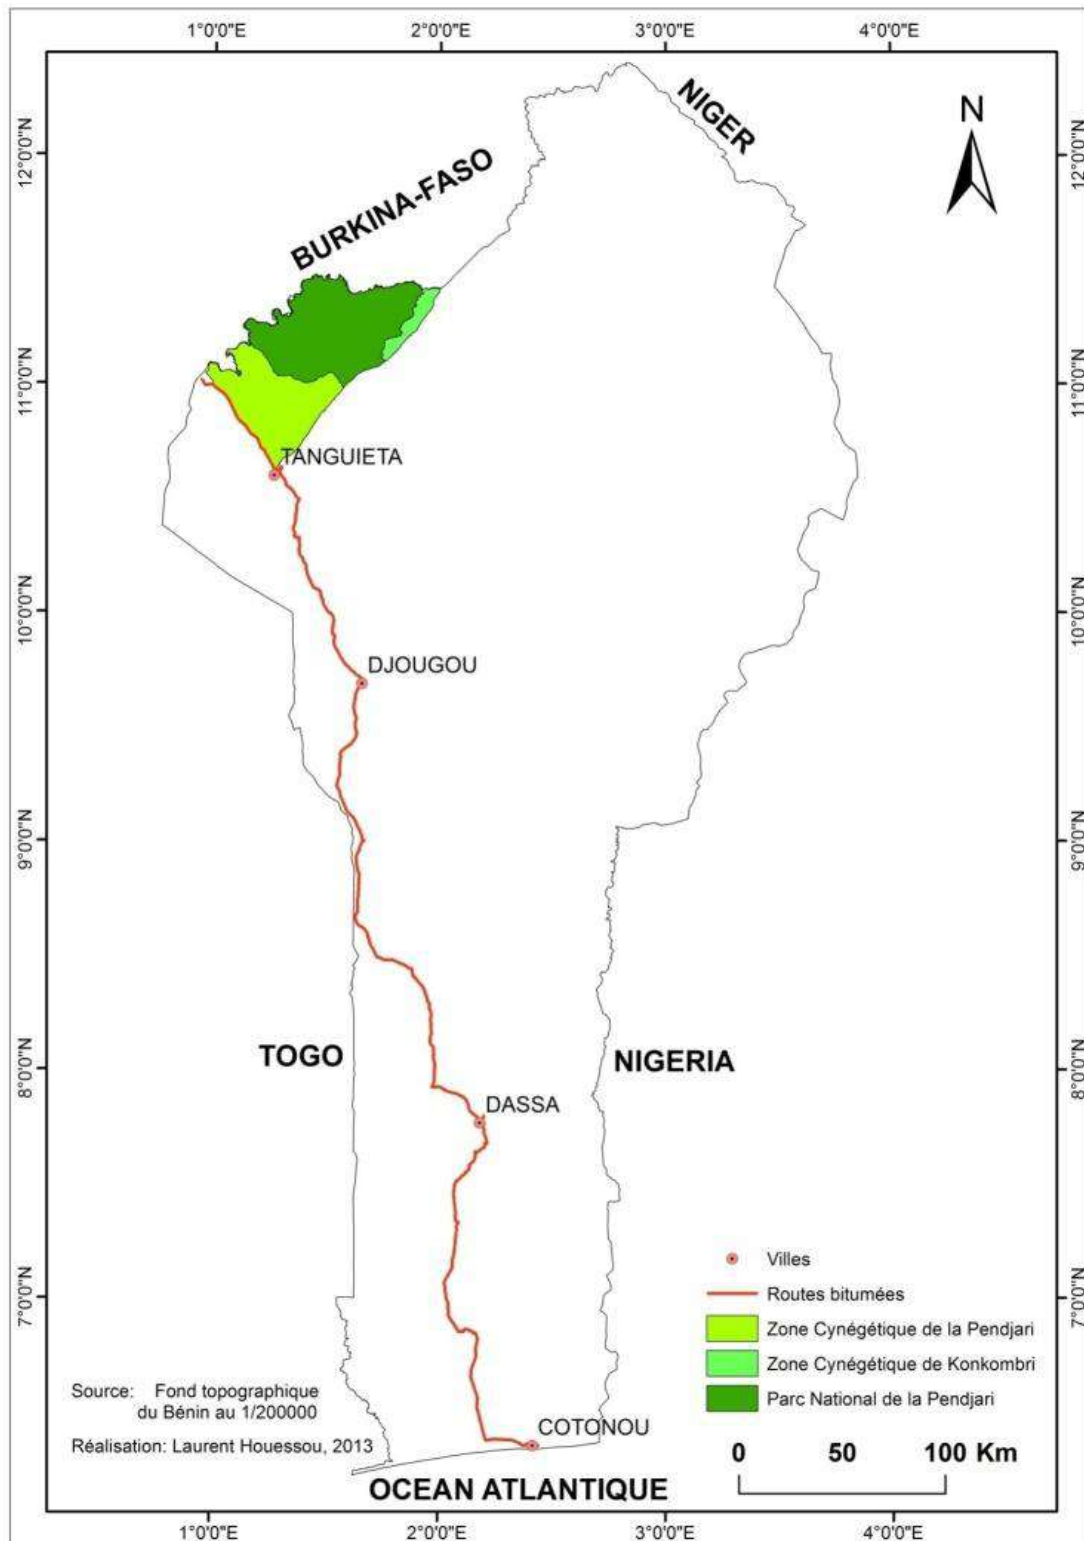 1°0'0"E
2°0'0"E
3°0'0"E
4°0'0"E
NIGER
N
12°0'0"N
12°0'0"N
BURKINA-FASO
11°0'0"N
11°0'0"N
TANGUIETA
10°0'0"N
10°0'0"N
DJOUGOU
9°0'0"N
9°0'0"N
TOGO
NIGERIA
8°0'0"N
8°0'0"N
DASSA
Villes
7°0'0"N
7°0'0"N
Routes bitumées
Zone Cynégétique de la Pendjari
Zone Cynégétique de Konkombri
Parc National de la Pendjari
Source: Fond topographique
du Bénin au 1/200000
Réalisation: Laurent Houessou, 2013
COTONOU
0 50 100 Km
OCEAN ATLANTIQUE
1°0'0"E
2°0'0"E
3°0'0"E
4°0'0"E